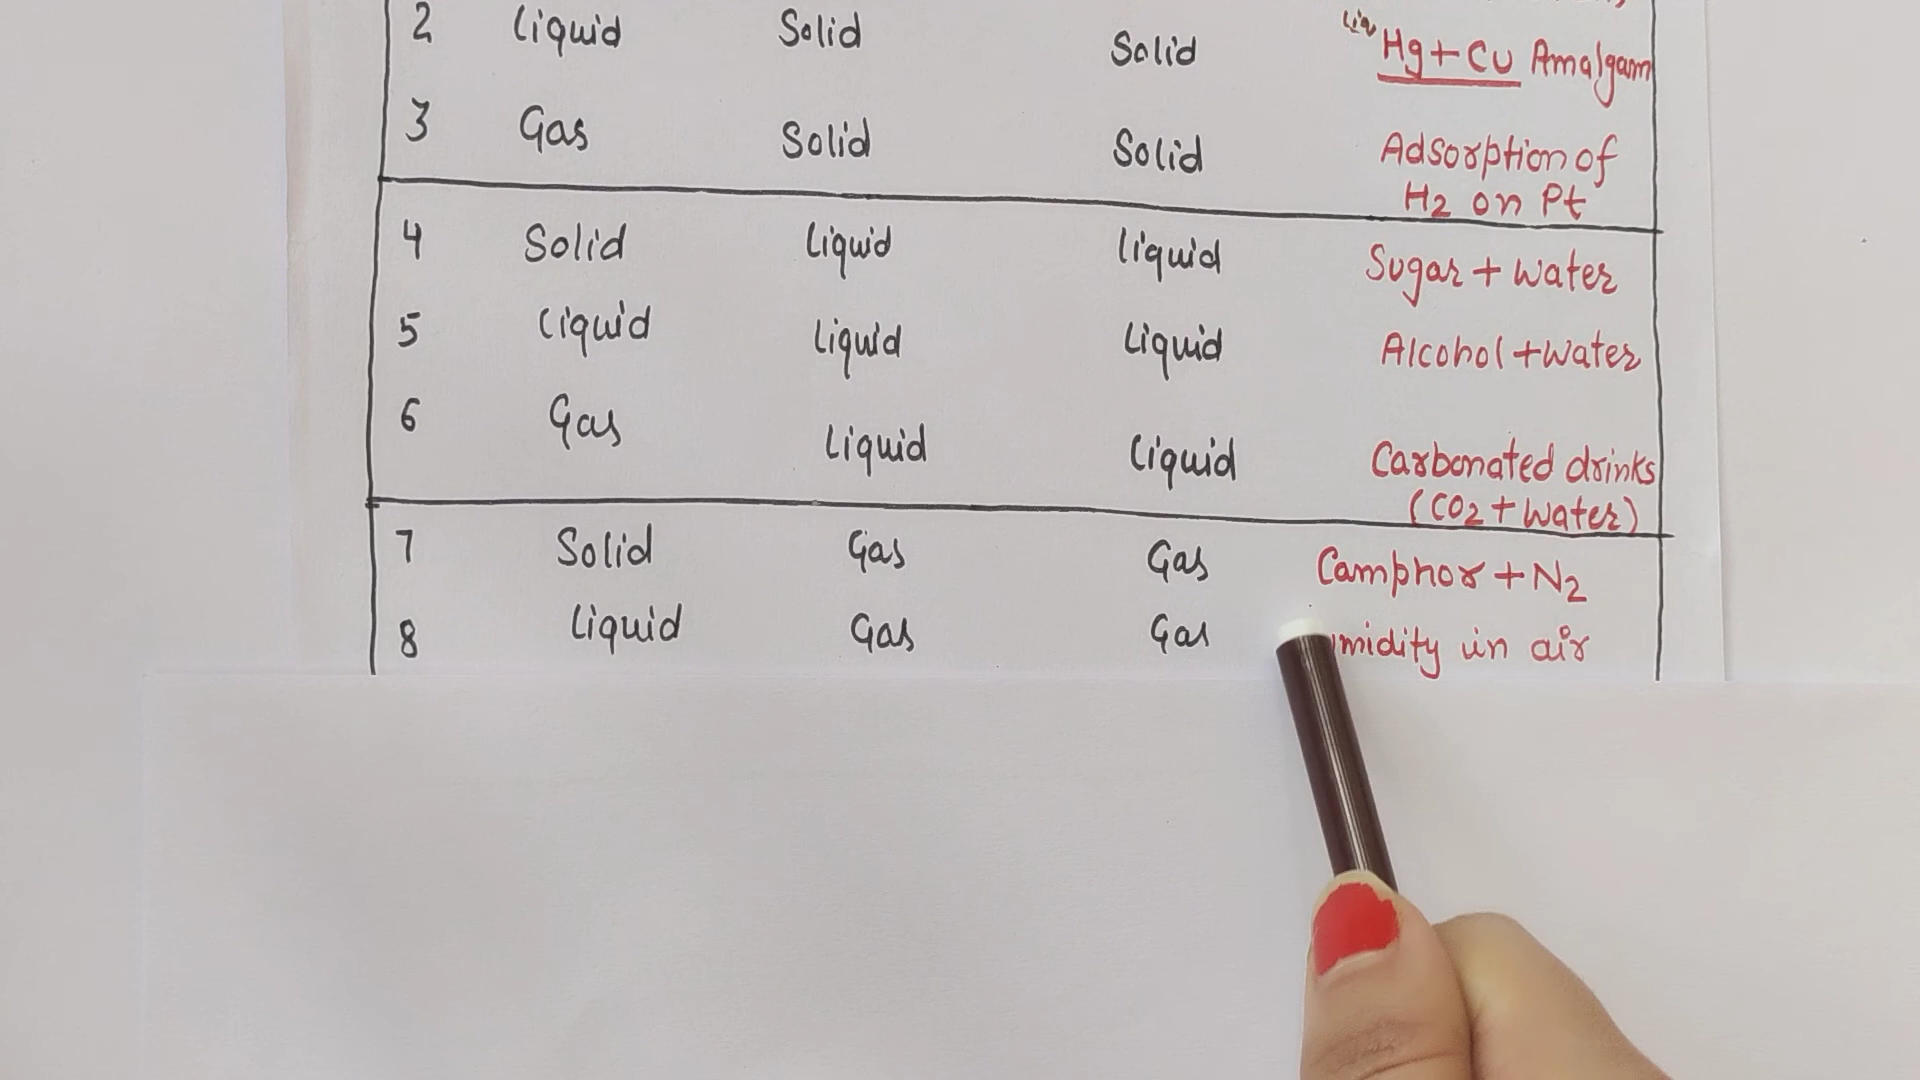 2 Liquid Solid Solid liq Hg + Cu Amalgam
3 Gas Solid Solid Adsorption of
H2 on Pt
4 Solid liquid liquid Sugar + water
5 liquid liquid liquid Alcohol + water
6 Gas liquid liquid Carbonated drinks
(CO2 + water)
7 Solid Gas Gas Camphor + N2
8 liquid Gas Gas midity in air